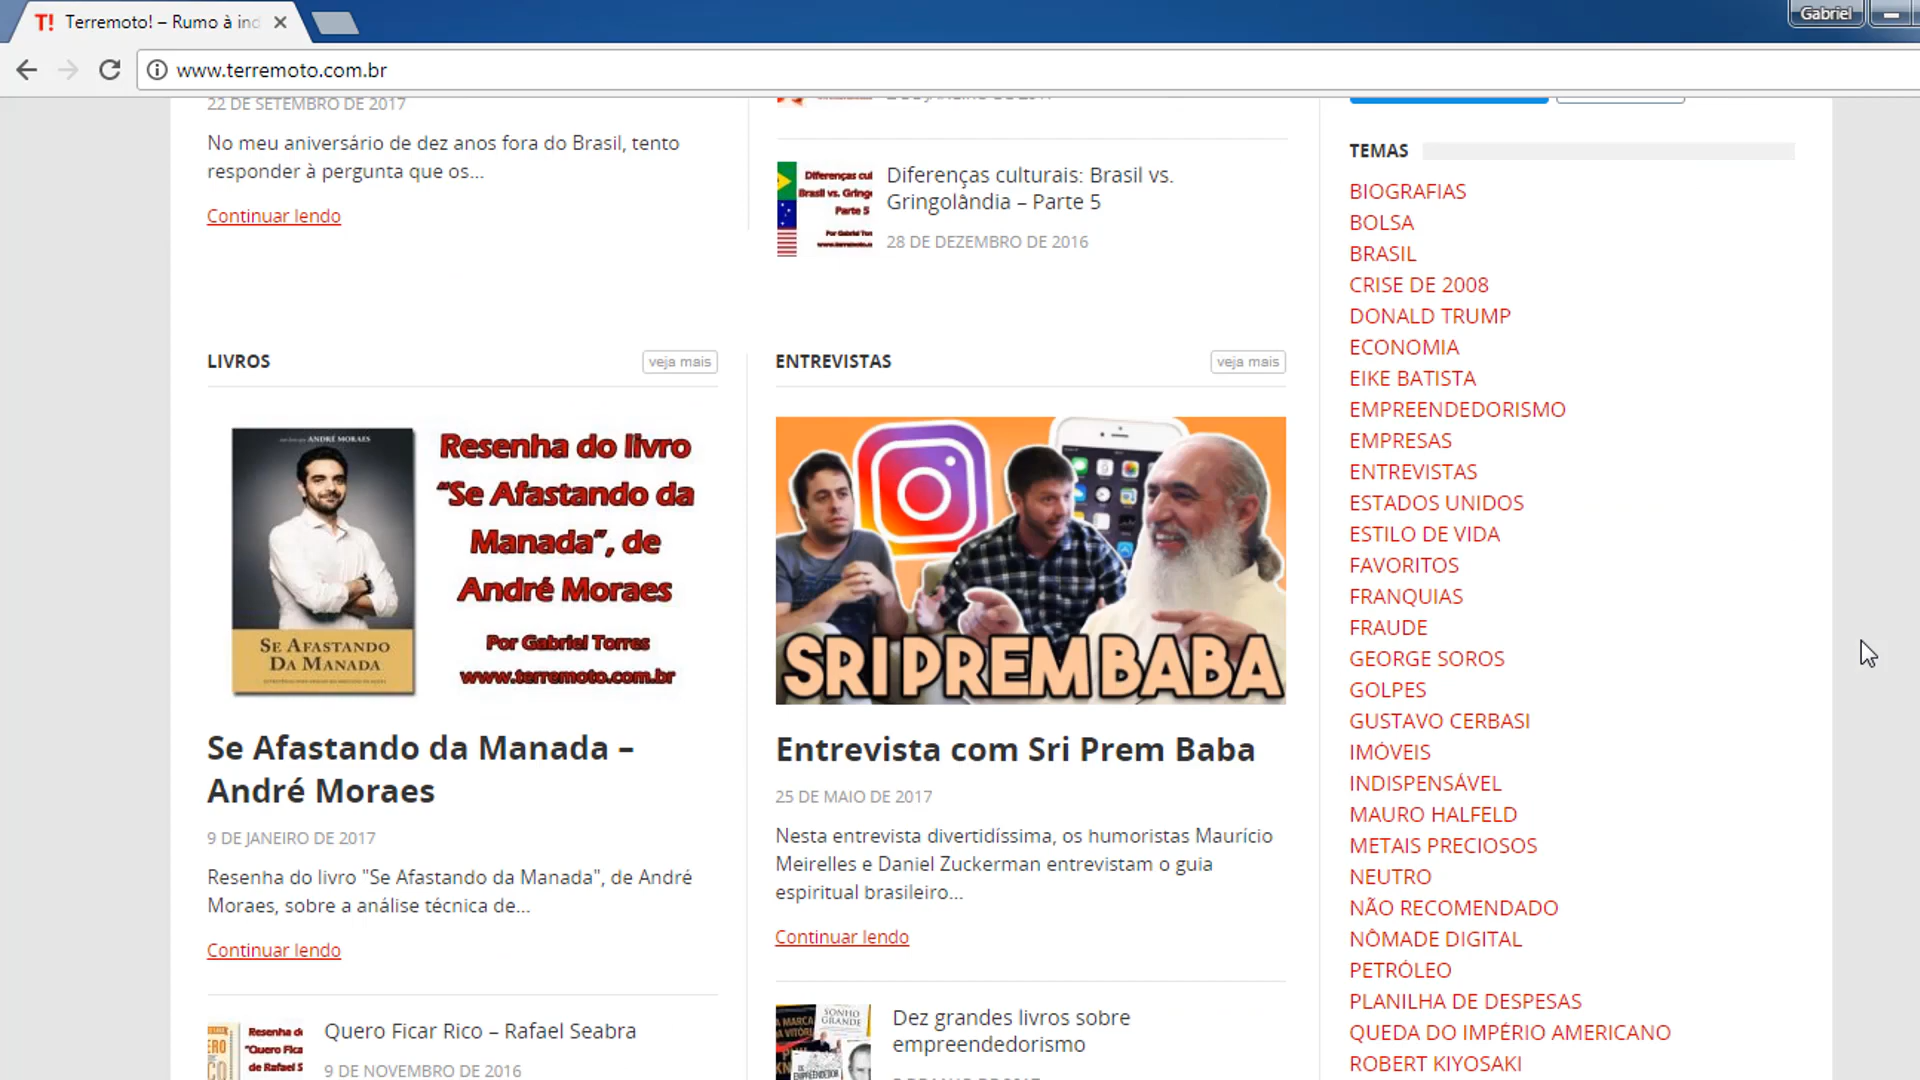 Terremoto! – Rumo à ind
Gabriel
www.terremoto.com.br
22 DE SETEMBRO DE 2017
No meu aniversário de dez anos fora do Brasil, tento
responder à pergunta que os...
Continuar lendo
Diferenças cul
Brasil vs. Gring
Parte 5
Por Gabriel Torr
www.terremoto.c
Diferenças culturais: Brasil vs.
Gringolândia – Parte 5
28 DE DEZEMBRO DE 2016
LIVROS
veja mais
ANDRÉ MORAES
SE AFASTANDO
DA MANADA
Resenha do livro
“Se Afastando da
Manada”, de
André Moraes
Por Gabriel Torres
www.terremoto.com.br
Se Afastando da Manada –
André Moraes
9 DE JANEIRO DE 2017
Resenha do livro "Se Afastando da Manada", de André
Moraes, sobre a análise técnica de...
Continuar lendo
Resenha d
"Quero Fica
de Rafael S
Quero Ficar Rico – Rafael Seabra
9 DE NOVEMBRO DE 2016
ENTREVISTAS
veja mais
SRI PREM BABA
Entrevista com Sri Prem Baba
25 DE MAIO DE 2017
Nesta entrevista divertidíssima, os humoristas Maurício
Meirelles e Daniel Zuckerman entrevistam o guia
espiritual brasileiro...
Continuar lendo
A MARCA
DA VITÓRIA
SONHO
GRANDE
Dez grandes livros sobre
empreendedorismo
TEMAS
BIOGRAFIAS
BOLSA
BRASIL
CRISE DE 2008
DONALD TRUMP
ECONOMIA
EIKE BATISTA
EMPREENDEDORISMO
EMPRESAS
ENTREVISTAS
ESTADOS UNIDOS
ESTILO DE VIDA
FAVORITOS
FRANQUIAS
FRAUDE
GEORGE SOROS
GOLPES
GUSTAVO CERBASI
IMÓVEIS
INDISPENSÁVEL
MAURO HALFELD
METAIS PRECIOSOS
NEUTRO
NÃO RECOMENDADO
NÔMADE DIGITAL
PETRÓLEO
PLANILHA DE DESPESAS
QUEDA DO IMPÉRIO AMERICANO
ROBERT KIYOSAKI